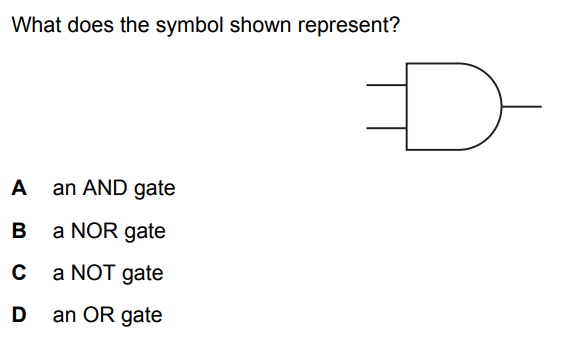 What does the symbol shown represent?
A an AND gate
B a NOR gate
C a NOT gate
D an OR gate